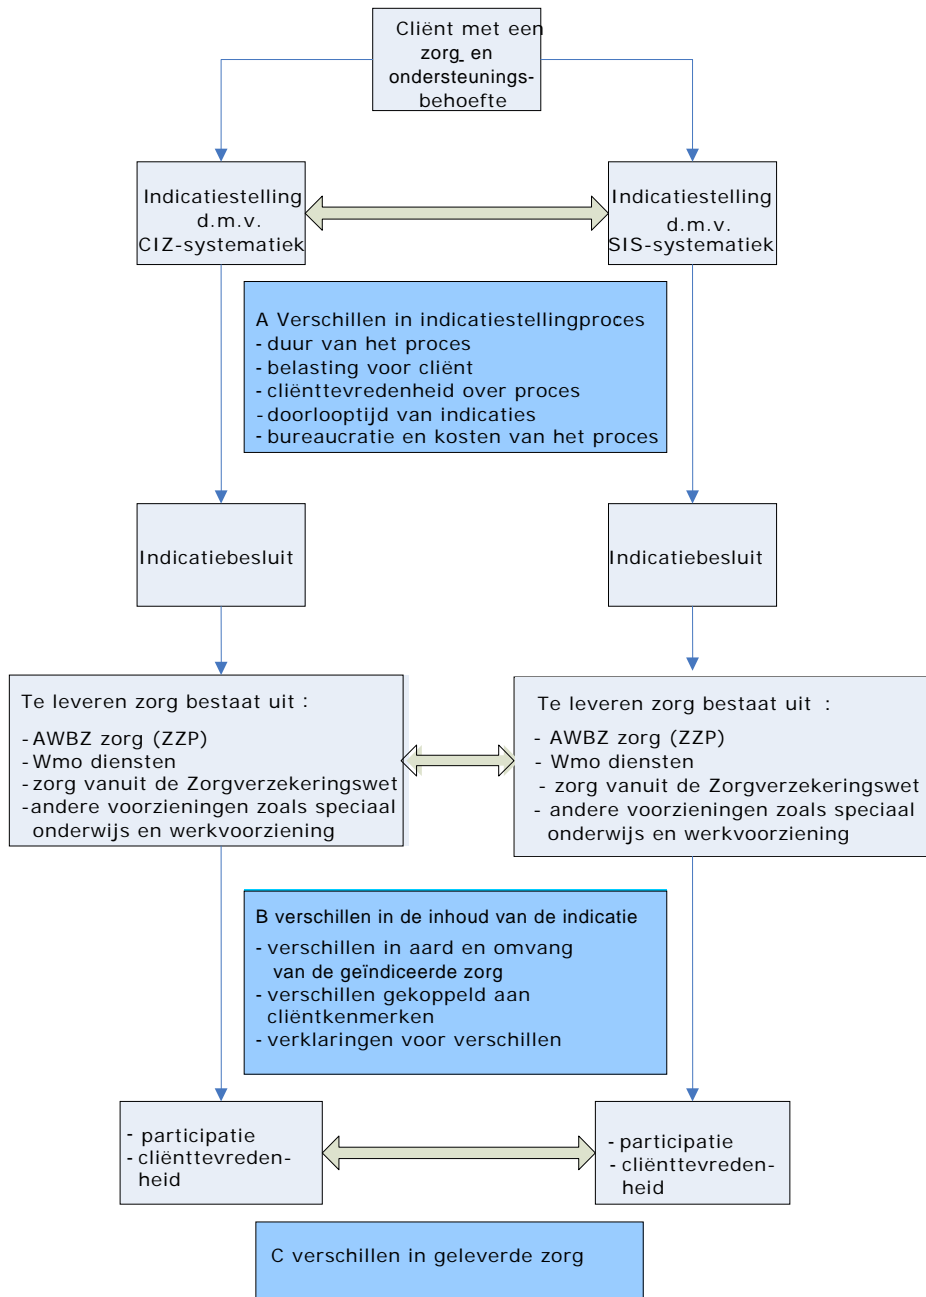 Cliënt met een
zorg en
ondersteunings-
behoefte
Indicatiestelling
d.m.v.
CIZ-systematiek
Indicatiestelling
d.m.v.
SIS-systematiek
A Verschillen in indicatiestellingproces
- duur van het proces
- belasting voor cliënt
- cliënttevredenheid over proces
- doorlooptijd van indicaties
- bureaucratie en kosten van het proces
Indicatiebesluit
Indicatiebesluit
Te leveren zorg bestaat uit :
- AWBZ zorg (ZZP)
- Wmo diensten
- zorg vanuit de Zorgverzekeringswet
- andere voorzieningen zoals speciaal
onderwijs en werkvoorziening
Te leveren zorg bestaat uit :
- AWBZ zorg (ZZP)
- Wmo diensten
- zorg vanuit de Zorgverzekeringswet
- andere voorzieningen zoals speciaal
onderwijs en werkvoorziening
B verschillen in de inhoud van de indicatie
- verschillen in aard en omvang
van de geïndiceerde zorg
- verschillen gekoppeld aan
cliëntkenmerken
- verklaringen voor verschillen
- participatie
- cliënttevreden-
heid
- participatie
- cliënttevreden-
heid
C verschillen in geleverde zorg